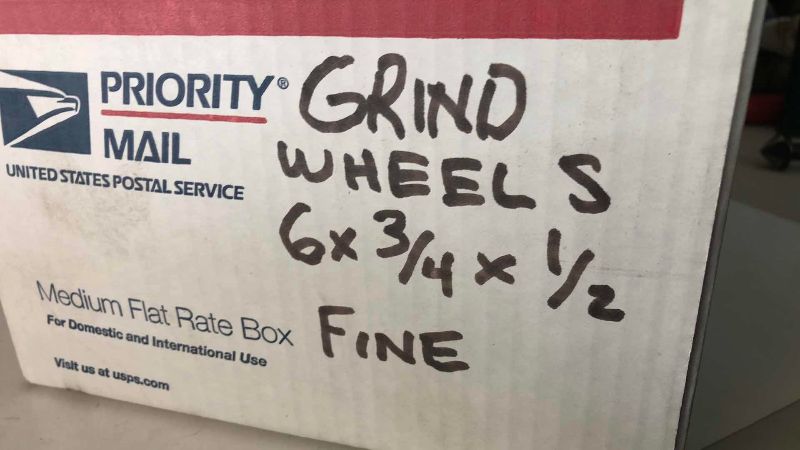 PRIORITY®
MAIL
UNITED STATES POSTAL SERVICE
GRIND
WHEELS
6x 3/4 x 1/2
FINE
Medium Flat Rate Box
For Domestic and International Use
Visit us at usps.com